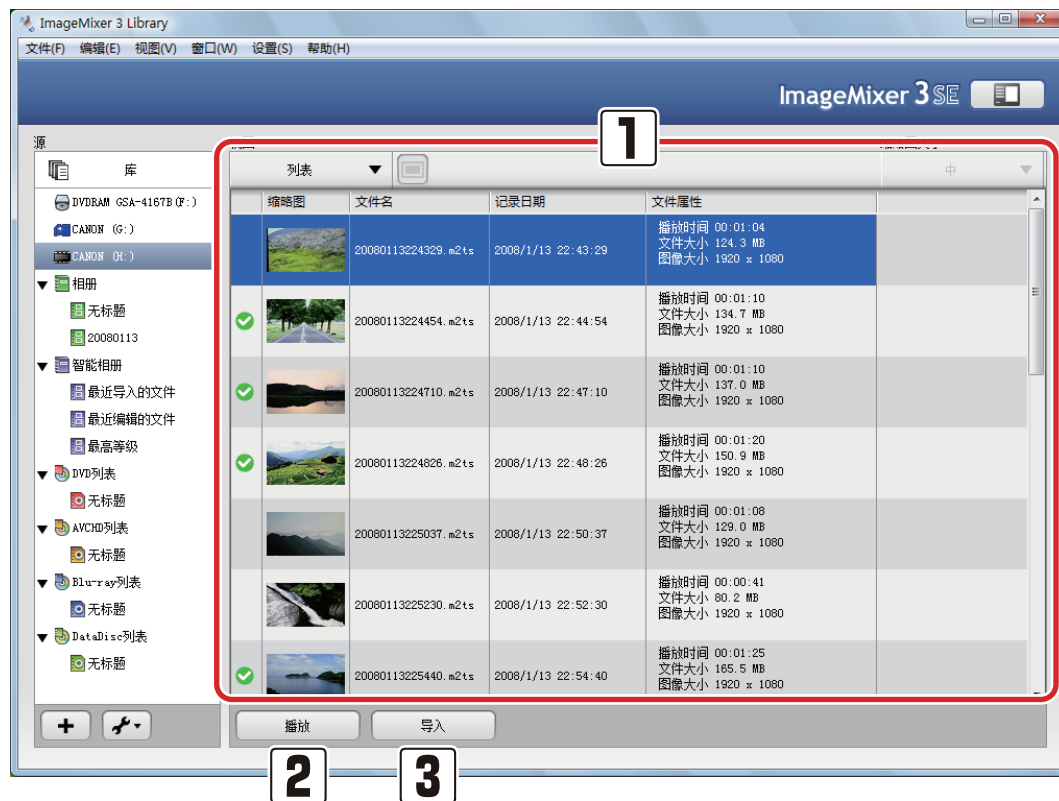 ImageMixer 3 Library
文件(F) 编辑(E) 视图(V) 窗口(W) 设置(S) 帮助(H)
ImageMixer 3 SE
源
1
库
列表
中
DVDRAM GSA-4167B (F:)
CANON (G:)
CANON (H:)
相册
无标题
20080113
智能相册
最近导入的文件
最近编辑的文件
最高等级
DVD列表
无标题
AVCHD列表
无标题
Blu-ray列表
无标题
DataDisc列表
无标题
缩略图 文件名 记录日期 文件属性
20080113224329.m2ts 2008/1/13 22:43:29
播放时间 00:01:04
文件大小 124.3 MB
图像大小 1920 x 1080
20080113224454.m2ts 2008/1/13 22:44:54
播放时间 00:01:10
文件大小 134.7 MB
图像大小 1920 x 1080
20080113224710.m2ts 2008/1/13 22:47:10
播放时间 00:01:10
文件大小 137.0 MB
图像大小 1920 x 1080
20080113224826.m2ts 2008/1/13 22:48:26
播放时间 00:01:20
文件大小 150.9 MB
图像大小 1920 x 1080
20080113225037.m2ts 2008/1/13 22:50:37
播放时间 00:01:08
文件大小 129.0 MB
图像大小 1920 x 1080
20080113225230.m2ts 2008/1/13 22:52:30
播放时间 00:00:41
文件大小 80.2 MB
图像大小 1920 x 1080
20080113225440.m2ts 2008/1/13 22:54:40
播放时间 00:01:25
文件大小 165.5 MB
图像大小 1920 x 1080
播放 导入
2 3